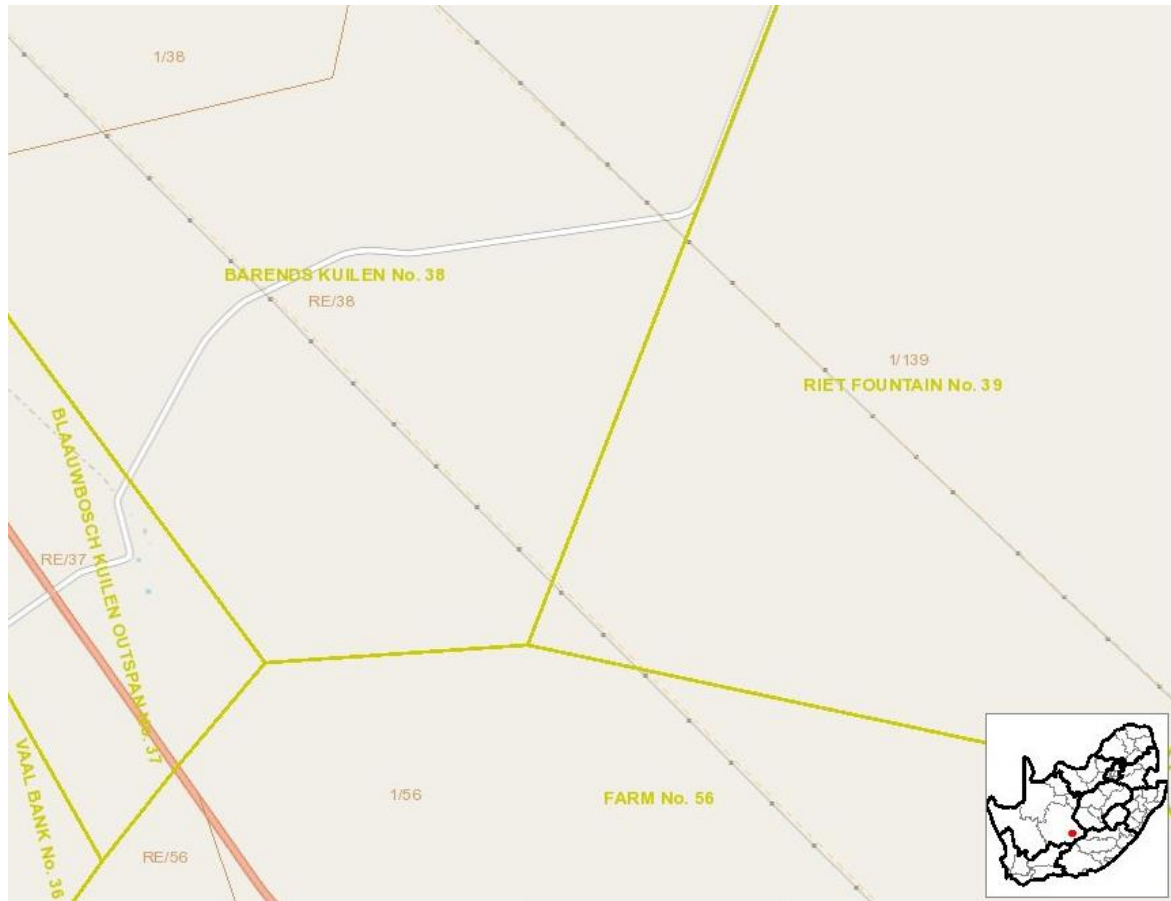 1/38
BARENDS KUILEN No. 38
RE/38
1/139
RIET FOUNTAIN No. 39
BLAAUWBOSCH KUILEN OUTSPAN No. 37
RE/37
VAAL BANK No. 36
1/56
FARM No. 56
RE/56